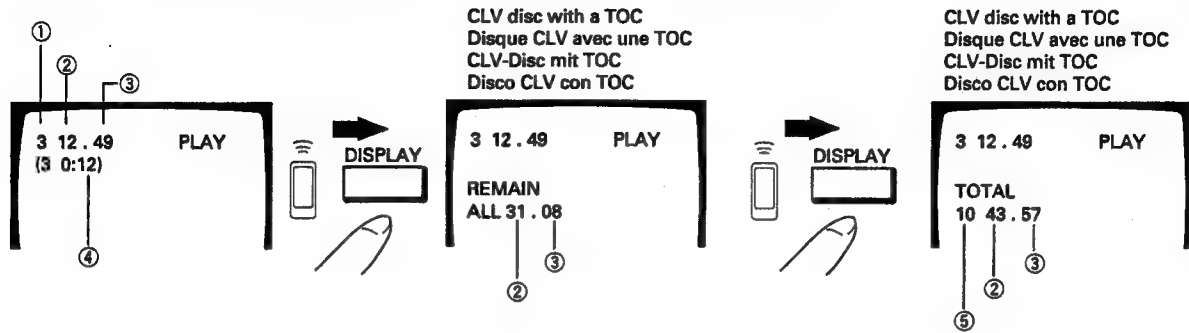 ①
②
③
3 12 . 49 PLAY
(3 0:12)
④
DISPLAY
CLV disc with a TOC
Disque CLV avec une TOC
CLV-Disc mit TOC
Disco CLV con TOC
3 12 . 49 PLAY
REMAIN
ALL 31 . 08
②
③
DISPLAY
CLV disc with a TOC
Disque CLV avec une TOC
CLV-Disc mit TOC
Disco CLV con TOC
3 12 . 49 PLAY
TOTAL
10 43 . 57
⑤
②
③